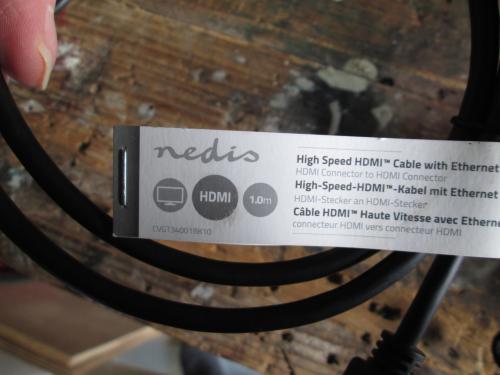 nedis
HDMI
1.0m
CVGT34001BK10
High Speed HDMI™ Cable with Ethernet
HDMI Connector to HDMI Connector
High-Speed-HDMI™-Kabel mit Ethernet
HDMI-Stecker an HDMI-Stecker
Câble HDMI™ Haute Vitesse avec Etherne
connecteur HDMI vers connecteur HDMI